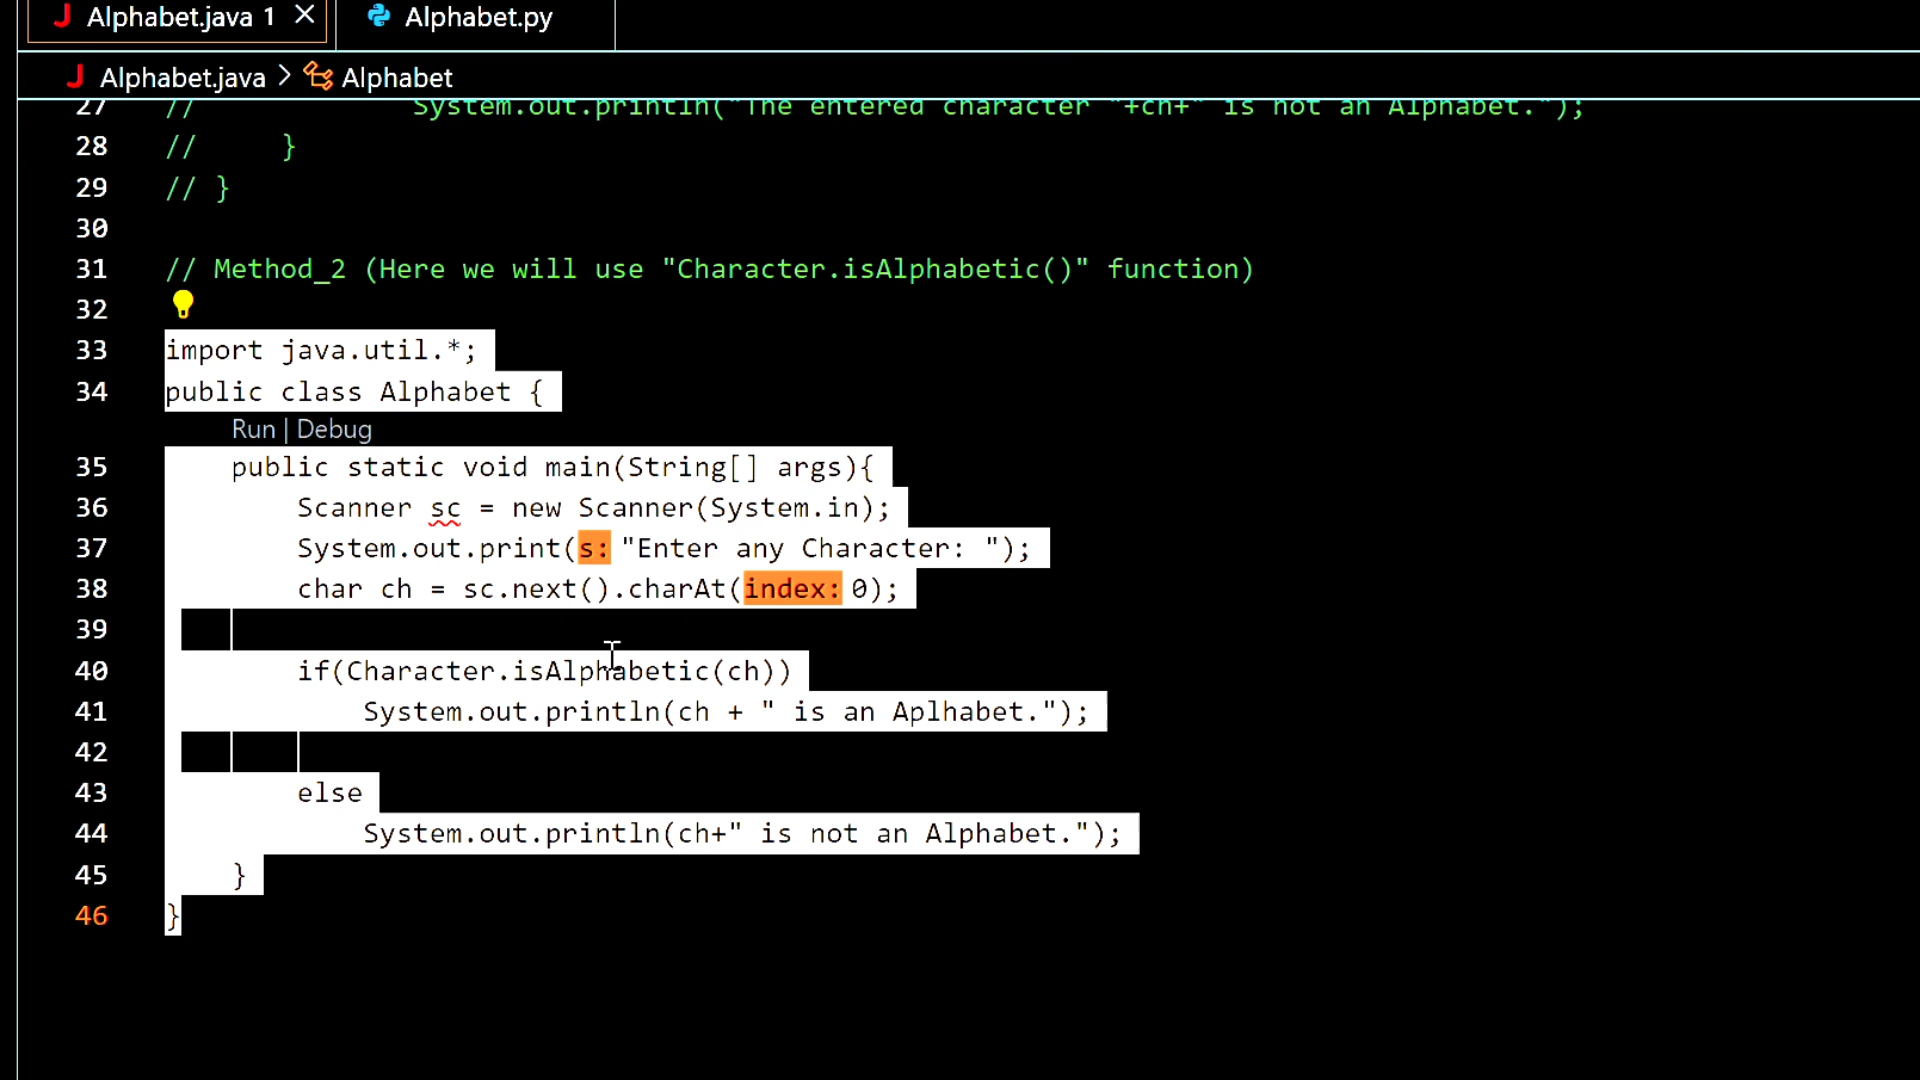 Alphabet.java 1 Alphabet.py
Alphabet.java > Alphabet
27 // System.out.println("The entered character "+ch+" is not an Alphabet.");
28 // }
29 // }
30
31 // Method_2 (Here we will use "Character.isAlphabetic()" function)
32
33 import java.util.*;
34 public class Alphabet {
Run | Debug
35 public static void main(String[] args){
36 Scanner sc = new Scanner(System.in);
37 System.out.print(s: "Enter any Character: ");
38 char ch = sc.next().charAt(index: 0);
39
40 if(Character.isAlphabetic(ch))
41 System.out.println(ch + " is an Aplhabet.");
42
43 else
44 System.out.println(ch+" is not an Alphabet.");
45 }
46 }